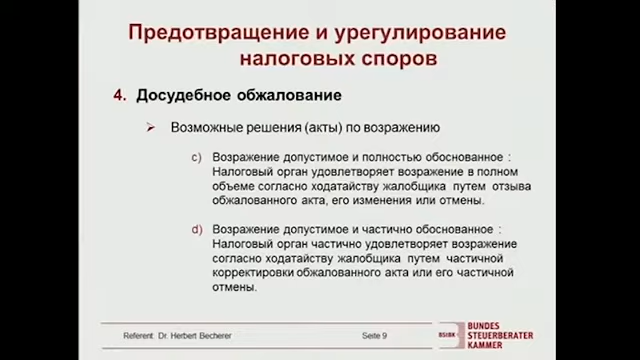 Предотвращение и урегулирование
налоговых споров
4. Досудебное обжалование
Возможные решения (акты) по возражению
c) Возражение допустимое и полностью обоснованное :
Налоговый орган удовлетворяет возражение в полном
объеме согласно ходатайству жалобщика путем отзыва
обжалованного акта, его изменения или отмены.
d) Возражение допустимое и частично обоснованное :
Налоговый орган частично удовлетворяет возражение
согласно ходатайству жалобщика путем частичной
корректировки обжалованного акта или его частичной
отмены.
Referent: Dr. Herbert Becherer
Seite 9
BStBK
BUNDES
STEUERBERATER
KAMMER